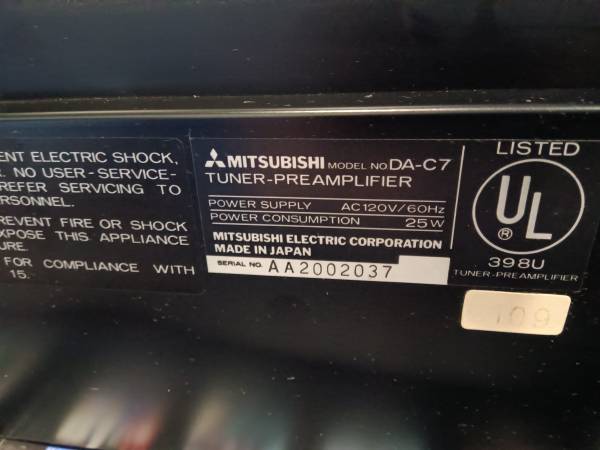 ENT ELECTRIC SHOCK,
. NO USER-SERVICE-
REFER SERVICING TO
ERSONNEL.
REVENT FIRE OR SHOCK
XPOSE THIS APPLIANCE
URE.
FOR COMPLIANCE WITH
15.
MITSUBISHI MODEL NO DA-C7
TUNER-PREAMPLIFIER
POWER SUPPLY AC120V/60Hz
POWER CONSUMPTION 25W
MITSUBISHI ELECTRIC CORPORATION
MADE IN JAPAN
SERIAL NO. AA2002037
LISTED
UL
®
398U
TUNER-PREAMPLIFIER
109